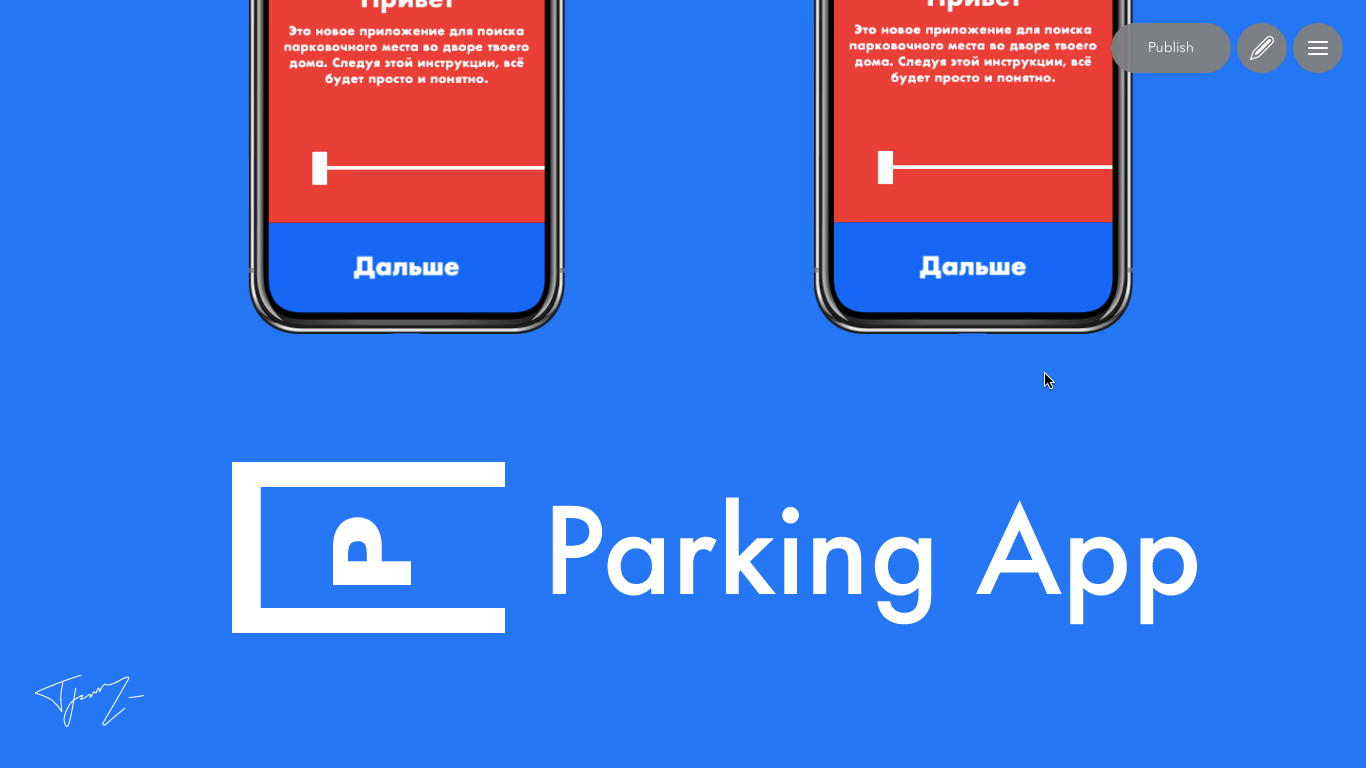 Привет
Это новое приложение для поиска
парковочного места во дворе твоего
дома. Следуя этой инструкции, всё
будет просто и понятно.
Дальше
Привет
Это новое приложение для поиска
парковочного места во дворе твоего
дома. Следуя этой инструкции, всё
будет просто и понятно.
Дальше
Publish
P
Parking App